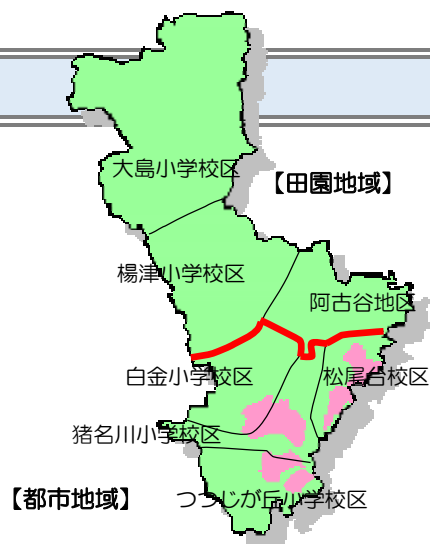 大島小学校区
【田園地域】
楊津小学校区
阿古谷地区
白金小学校区
松尾台校区
猪名川小学校区
【都市地域】
つつじが丘小学校区